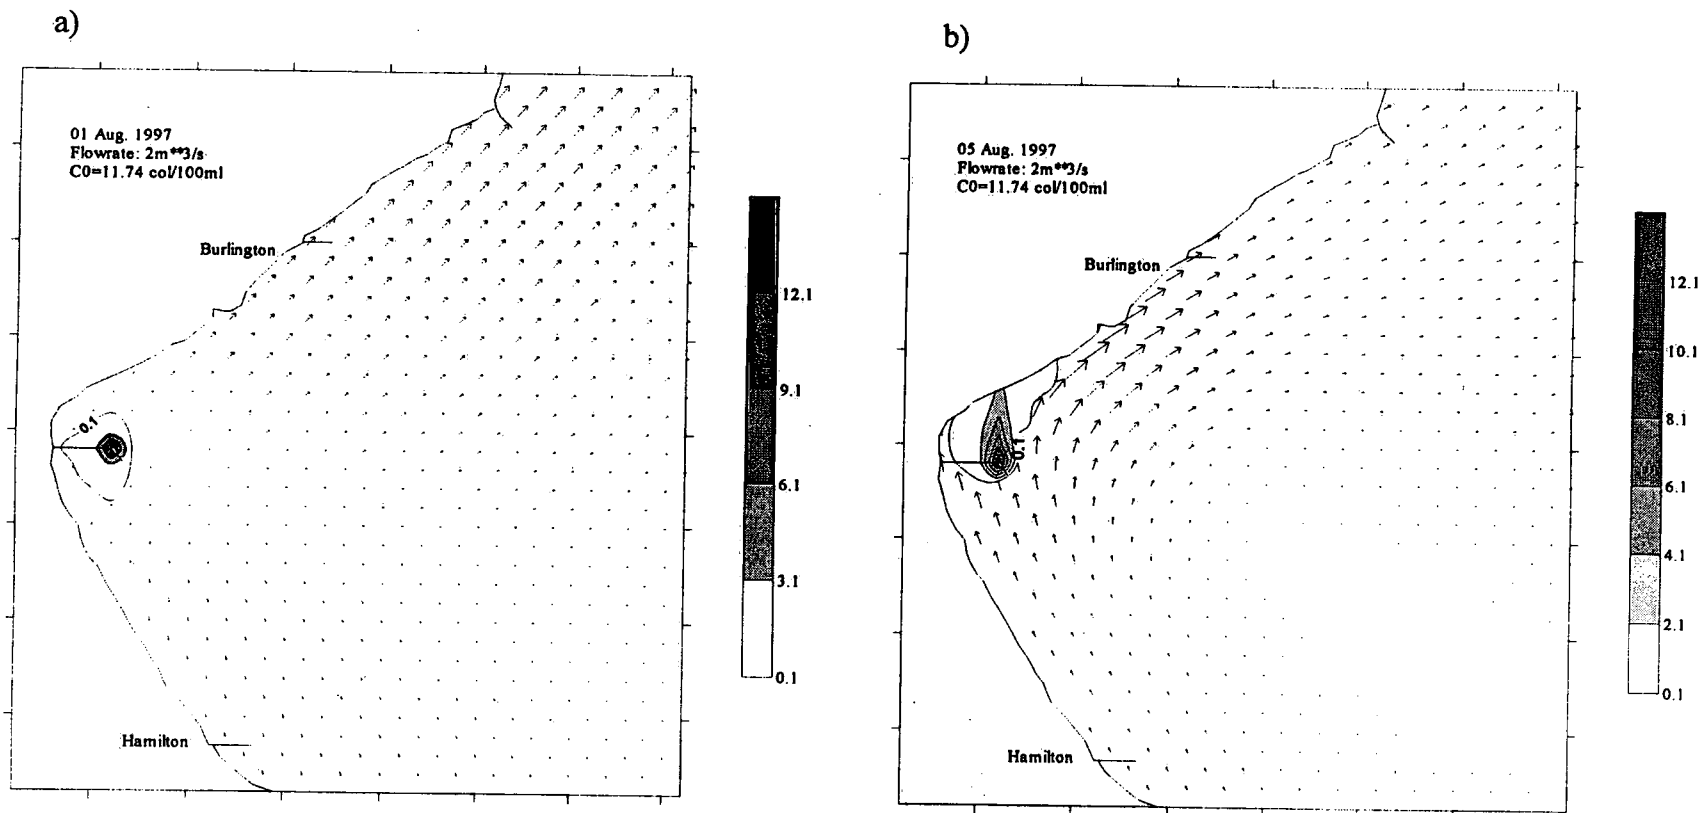 a)
01 Aug. 1997
Flowrate: 2m**3/s
C0=11.74 col/100ml
Burlington
0.1
Hamilton
12.1
9.1
6.1
3.1
0.1
b)
05 Aug. 1997
Flowrate: 2m**3/s
C0=11.74 col/100ml
Burlington
0.1
Hamilton
12.1
10.1
8.1
6.1
4.1
2.1
0.1